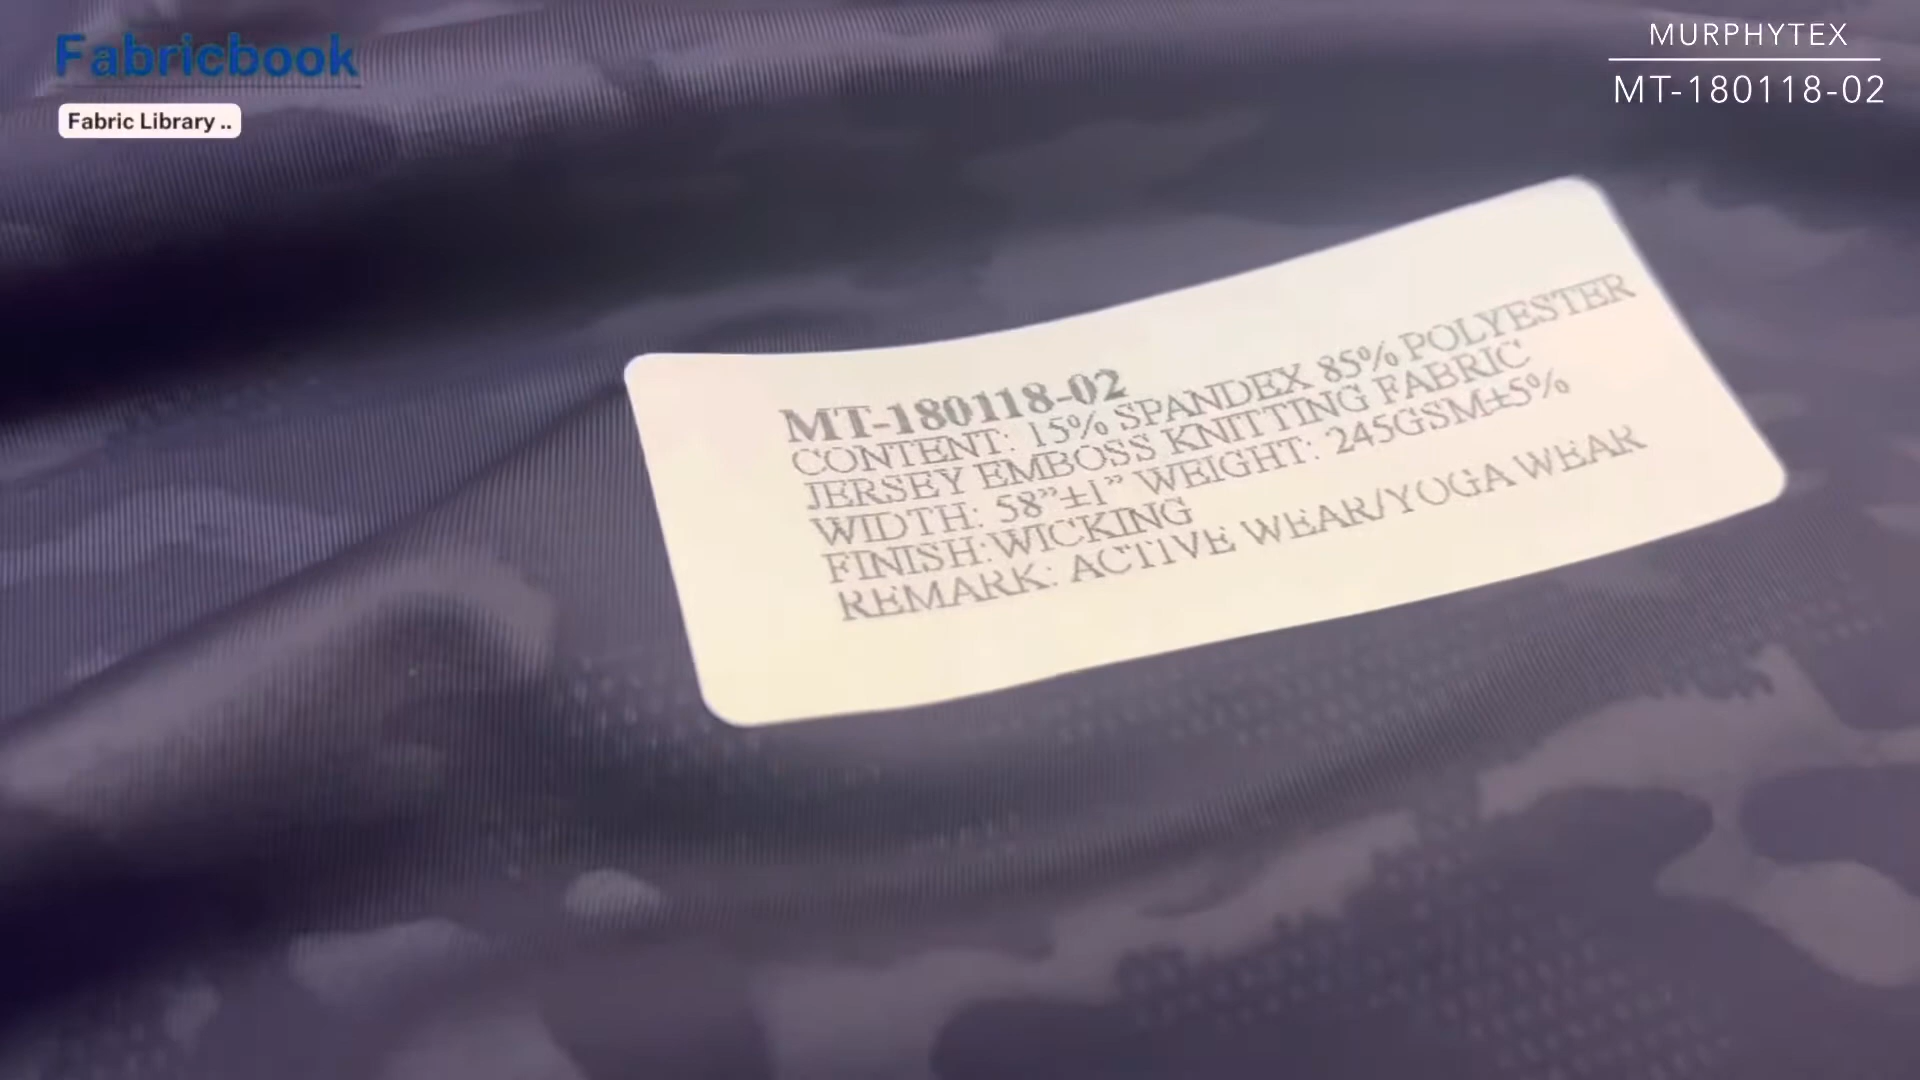 Fabricbook
Fabric Library ..
MURPHYTEX
MT-180118-02
MT-180118-02
CONTENT: 15% SPANDEX 85% POLYESTER
JERSEY EMBOSS KNITTING FABRIC
WIDTH: 58”±1” WEIGHT: 245GSM±5%
FINISH:WICKING
REMARK: ACTIVE WEAR/YOGA WEAR